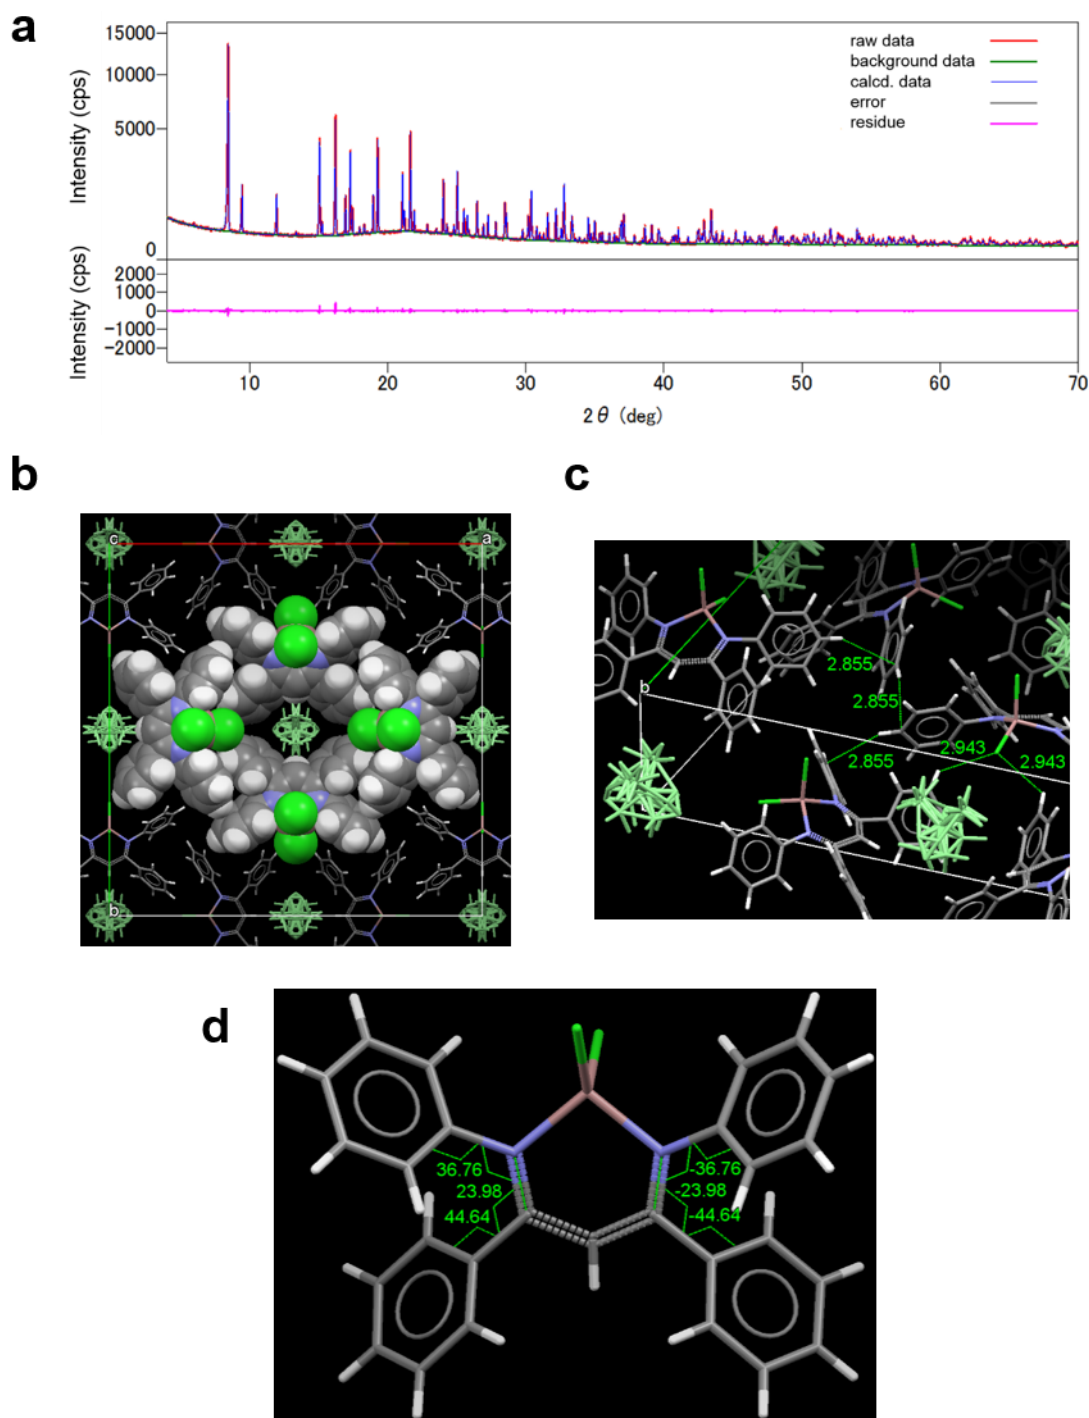 a
15000
10000
5000
0
Intensity (cps)
raw data
background data
calcd. data
error
residue
2000
1000
0
-1000
-2000
Intensity (cps)
10 20 30 40 50 60 70
2θ (deg)
b
c
c a
b
b
2.855
2.855
2.855
2.943
2.943
d
36.76 -36.76
23.98 -23.98
44.64 -44.64